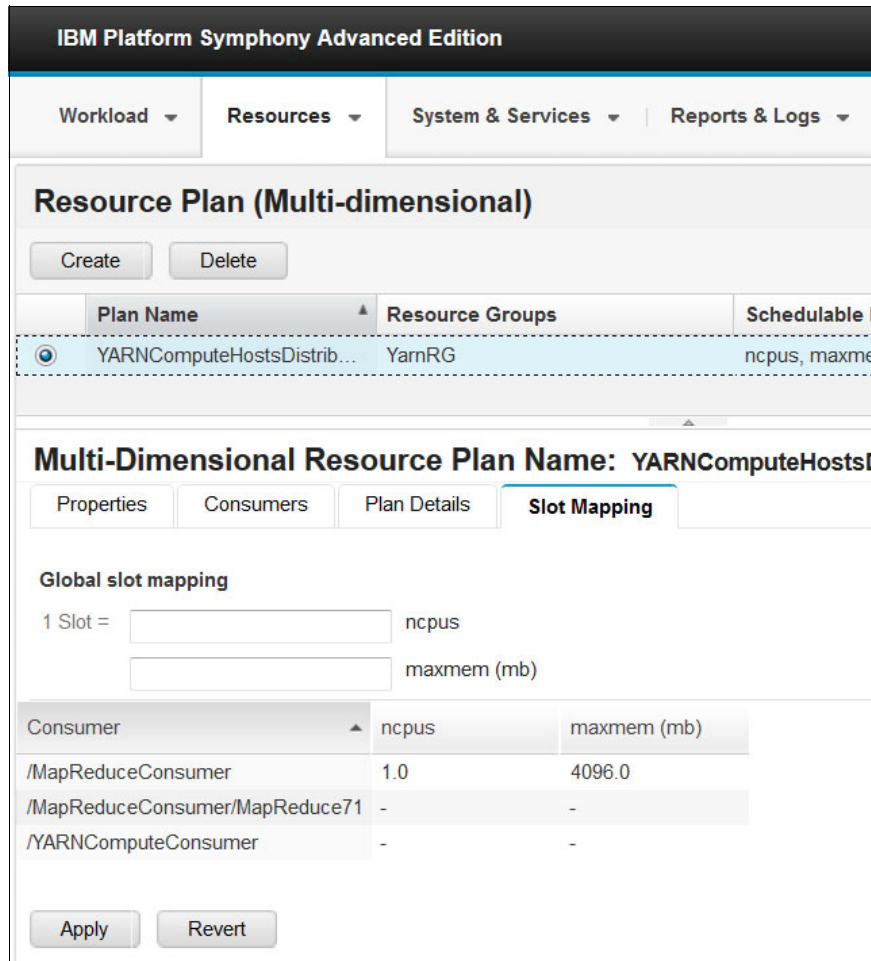 IBM Platform Symphony Advanced Edition
Workload Resources System & Services Reports & Logs
Resource Plan (Multi-dimensional)
Create Delete
Plan Name Resource Groups Schedulable
YARNComputeHostsDistrib... YarnRG ncpus, maxme
Multi-Dimensional Resource Plan Name: YARNComputeHosts
Properties Consumers Plan Details Slot Mapping
Global slot mapping
1 Slot = ncpus
maxmem (mb)
Consumer ncpus maxmem (mb)
/MapReduceConsumer 1.0 4096.0
/MapReduceConsumer/MapReduce71 - -
/YARNComputeConsumer - -
Apply Revert